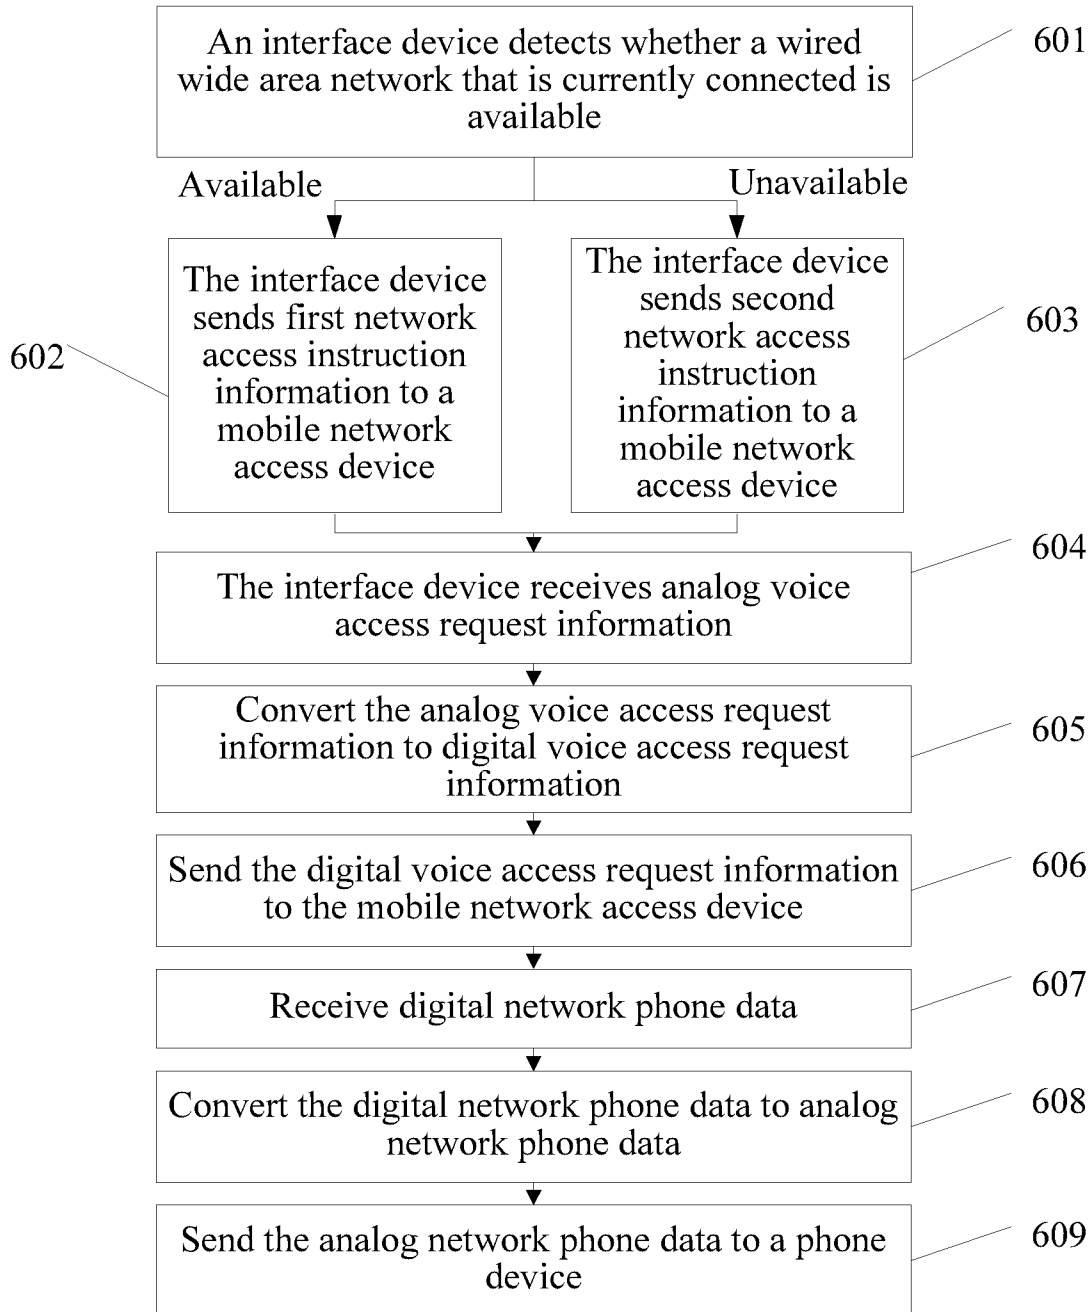 An interface device detects whether a wired
wide area network that is currently connected is
available
601
Available
Unavailable
The interface device
sends first network
access instruction
information to a
mobile network
access device
602
The interface device
sends second
network access
instruction
information to a
mobile network
access device
603
The interface device receives analog voice
access request information
604
Convert the analog voice access request
information to digital voice access request
information
605
Send the digital voice access request information
to the mobile network access device
606
Receive digital network phone data
607
Convert the digital network phone data to analog
network phone data
608
Send the analog network phone data to a phone
device
609